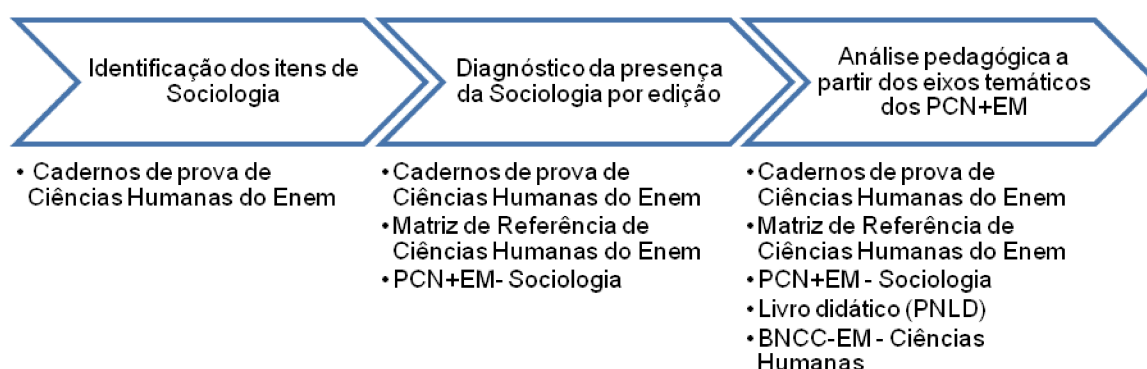 Identificação dos itens de
Sociologia
• Cadernos de prova de
Ciências Humanas do Enem
Diagnóstico da presença
da Sociologia por edição
• Cadernos de prova de
Ciências Humanas do Enem
• Matriz de Referência de
Ciências Humanas do Enem
• PCN+EM- Sociologia
Análise pedagógica a
partir dos eixos temáticos
dos PCN+EM
• Cadernos de prova de
Ciências Humanas do Enem
• Matriz de Referência de
Ciências Humanas do Enem
• PCN+EM - Sociologia
• Livro didático (PNLD)
• BNCC-EM - Ciências
Humanas